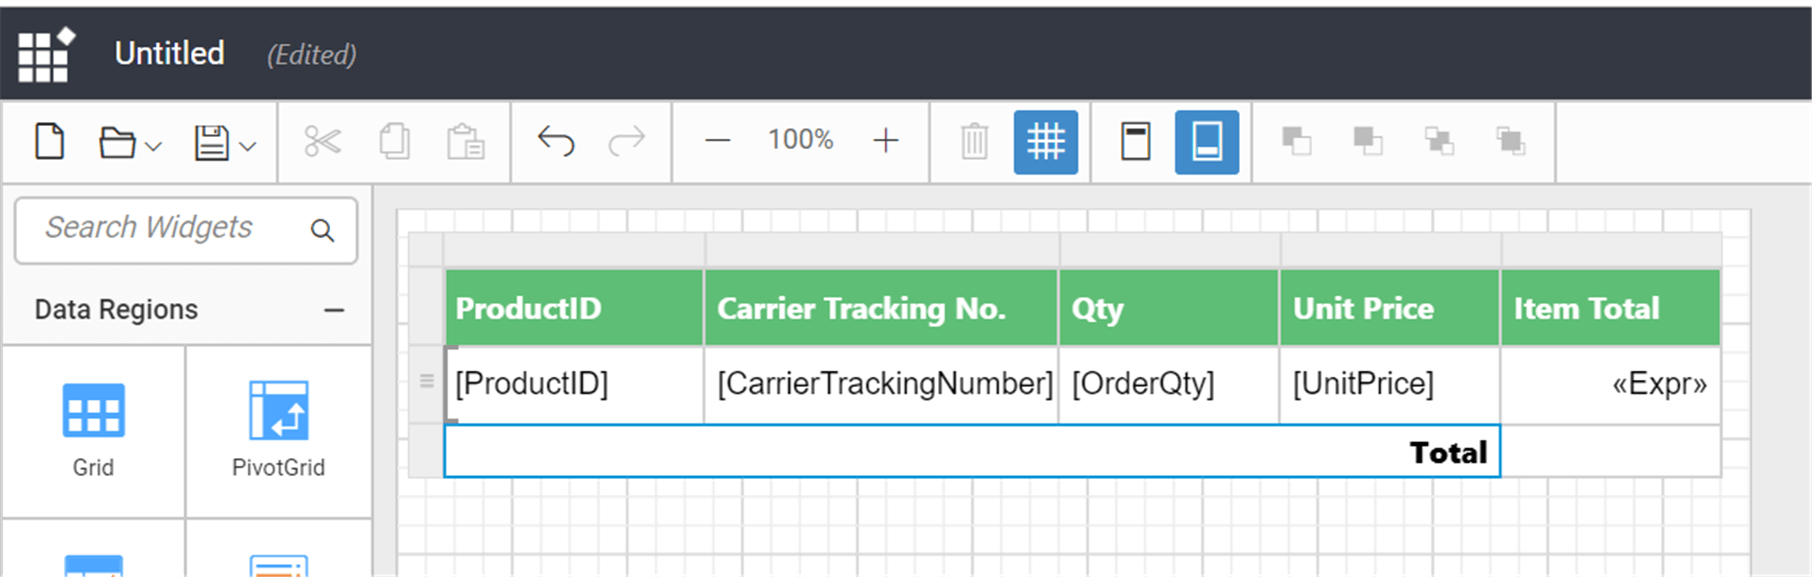 Untitled (Edited)
100%
Search Widgets
Data Regions
Grid PivotGrid
ProductID Carrier Tracking No. Qty Unit Price Item Total
[ProductID] [CarrierTrackingNumber] [OrderQty] [UnitPrice] «Expr»
Total